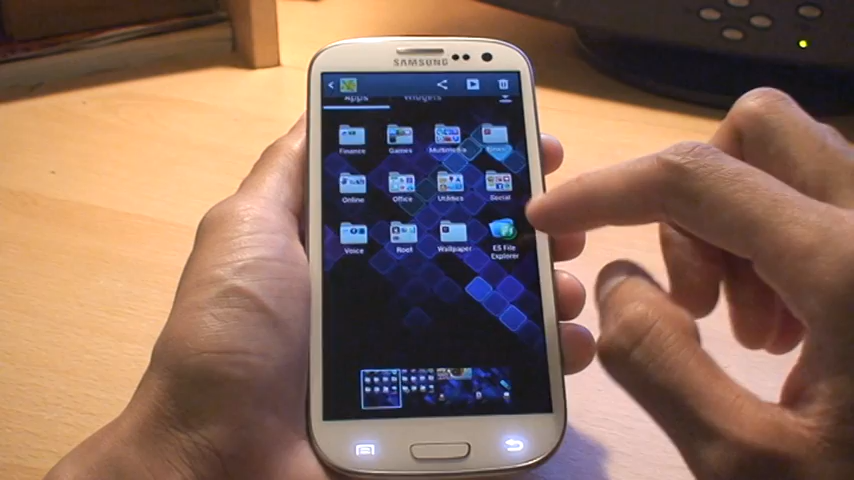 SAMSUNG
Apps Widgets
Finance Games Multimedia
Online Office Utilities Social
Voice Root Wallpaper ES File Explorer